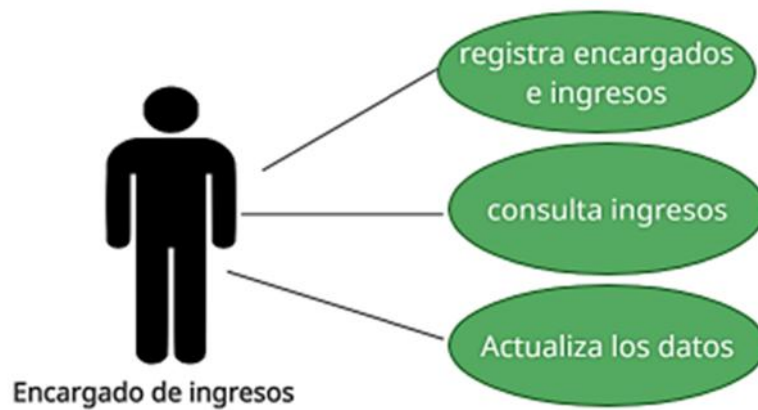 registra encargados
e ingresos
consulta ingresos
Actualiza los datos
Encargado de ingresos